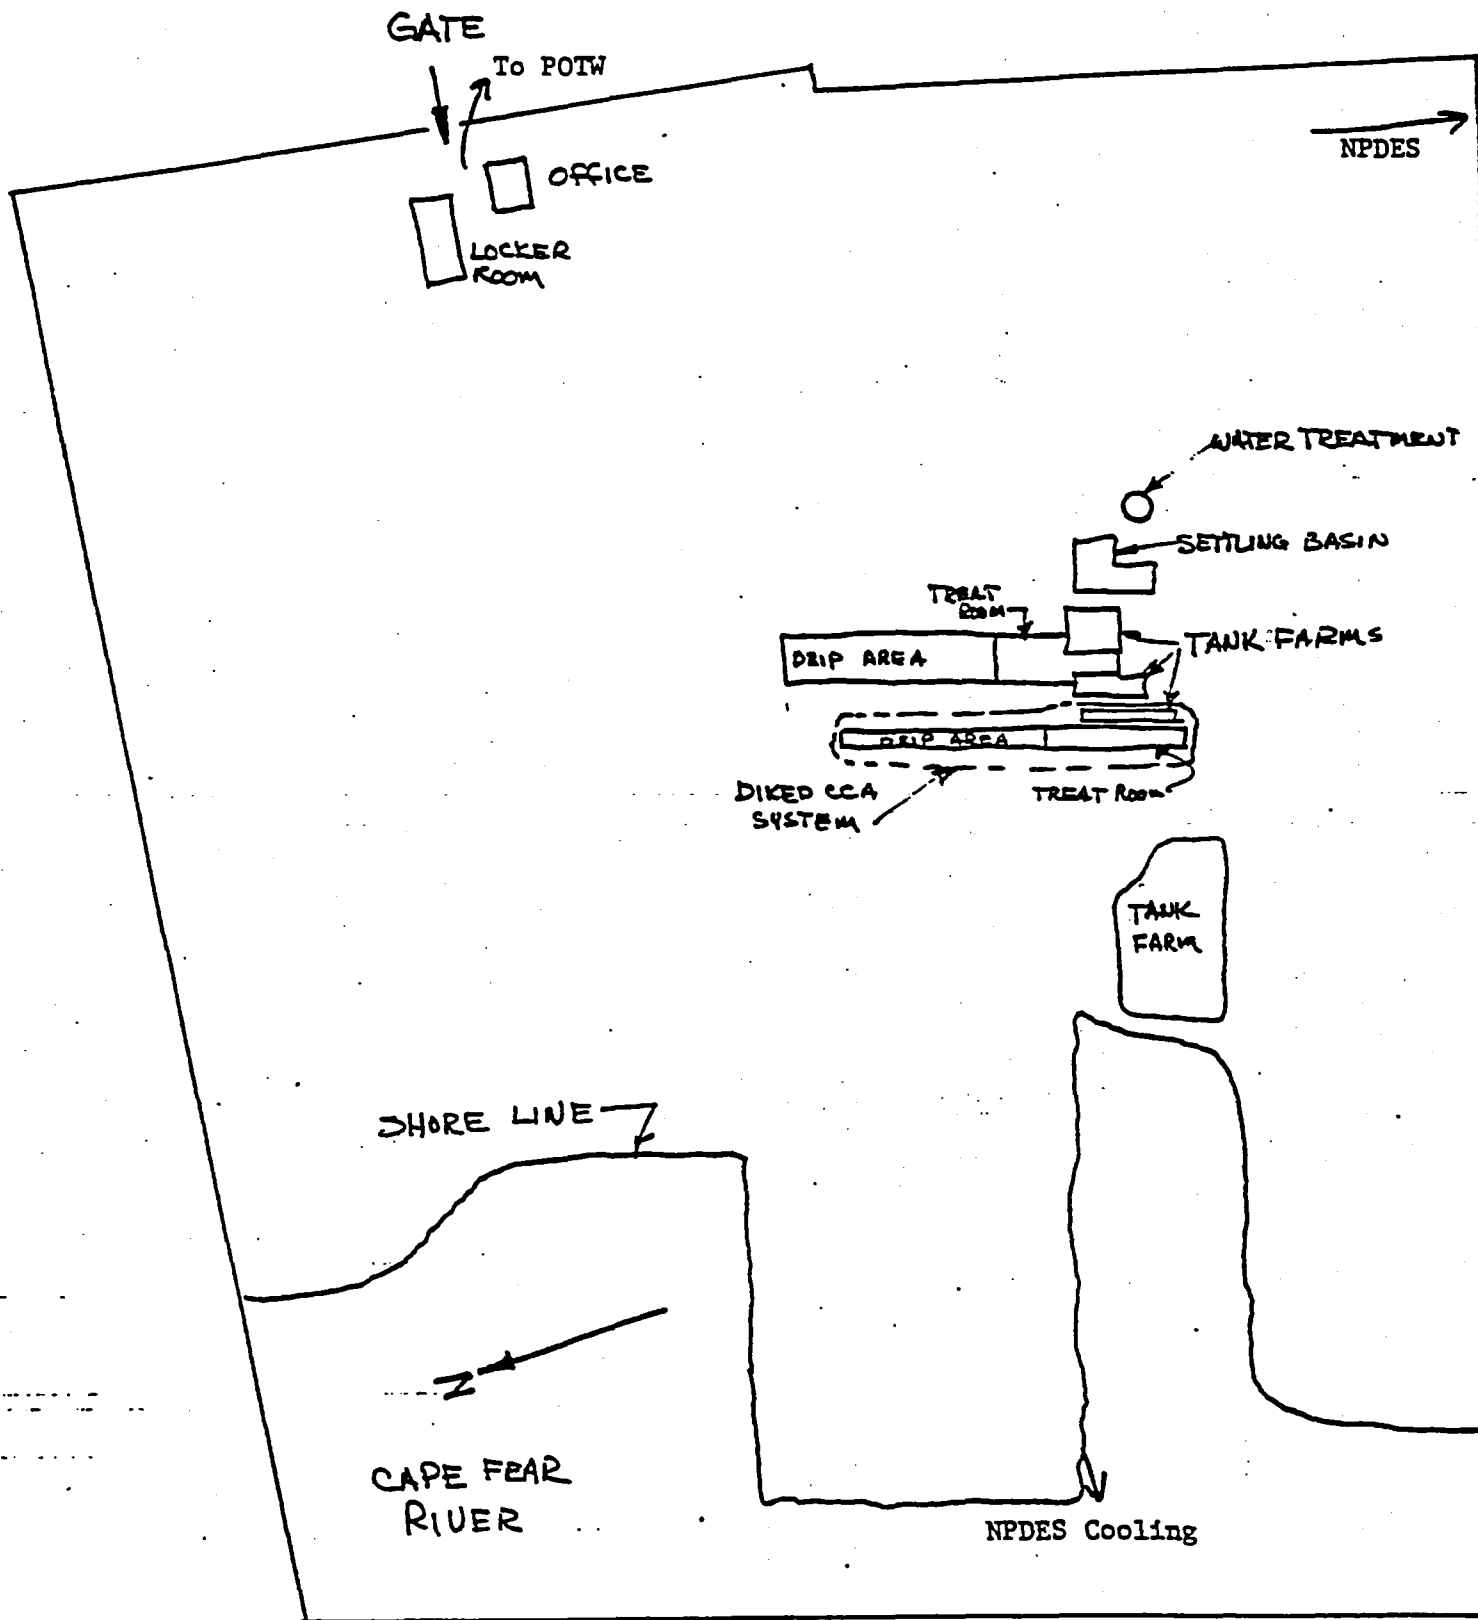 GATE
To POTW
NPDES
OFFICE
LOCKER
ROOM
WATER TREATMENT
SETTLING BASIN
TREAT
ROOM
TANK FARMS
DRIP AREA
DRIP AREA
DIKED CCA
SYSTEM
TREAT ROOM
TANK
FARM
SHORE LINE
N
CAPE FEAR
RIVER
NPDES Cooling